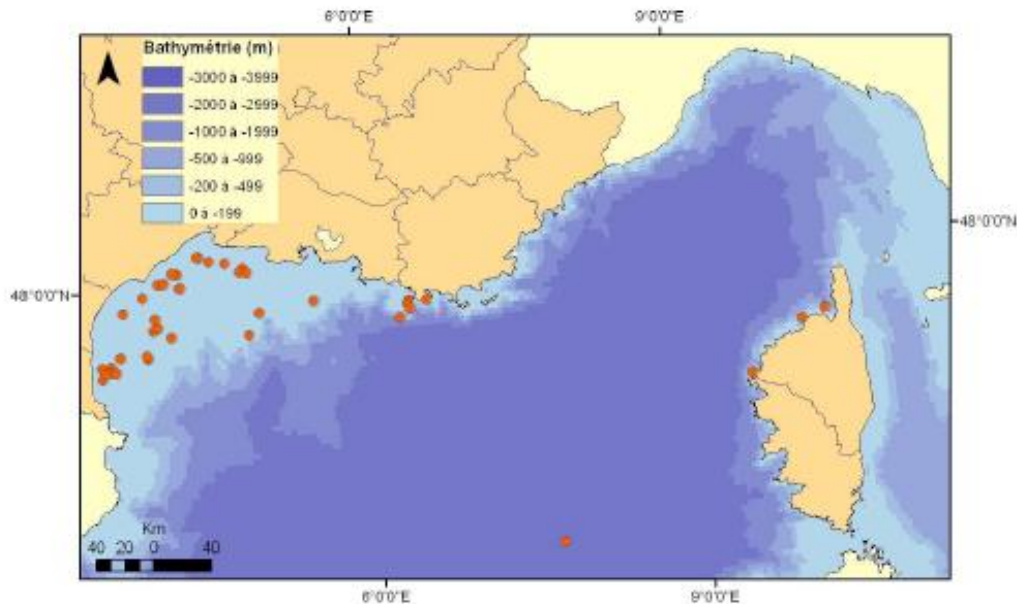 6°0'0"E 9°0'0"E
N
Bathymétrie (m)
-3000 à -3999
-2000 à -2999
-1000 à -1999
-500 à -999
-200 à -499
0 à -199
48°0'0"N
48°0'0"N
Km
40 20 0 40
6°0'0"E 9°0'0"E